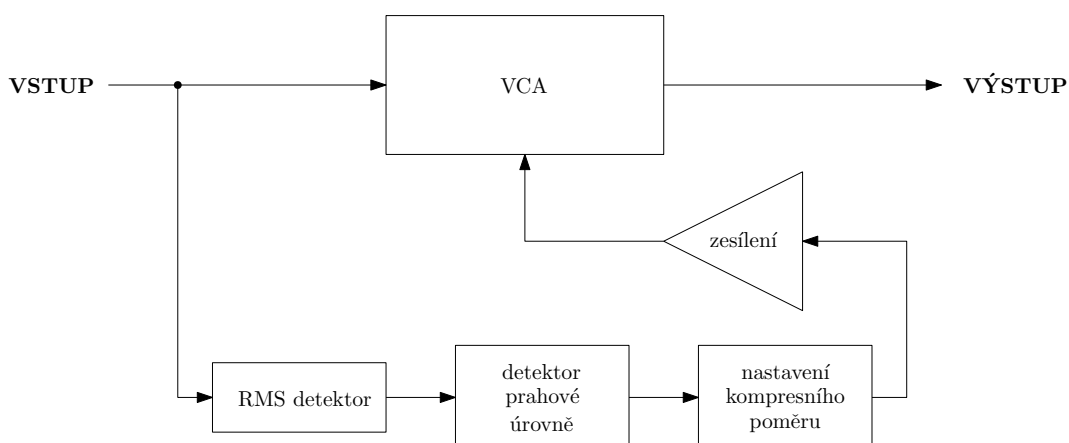 VSTUP
VCA
VÝSTUP
zesílení
RMS detektor
detektor
prahové
úrovně
nastavení
kompresního
poměru